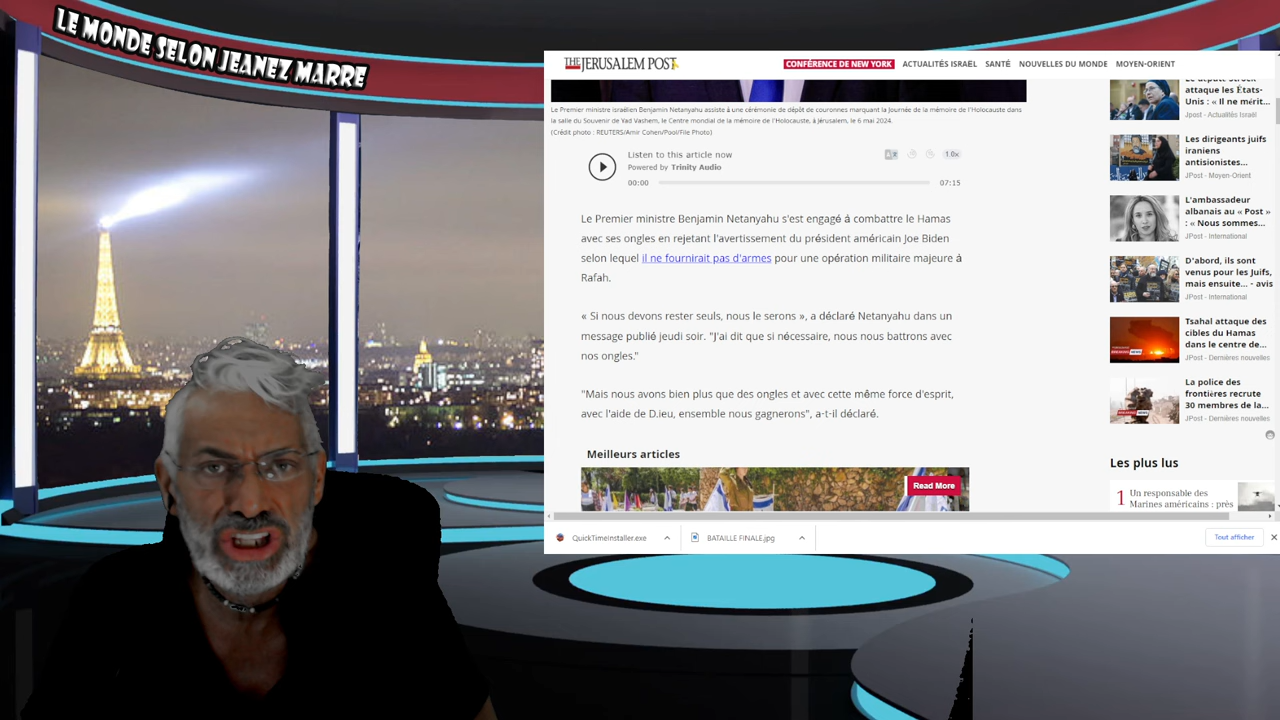 LE MONDE SELON JEANEZ MARRE
THE JERUSALEM POST
CONFÉRENCE DE NEW YORK ACTUALITÉS ISRAEL SANTÉ NOUVELLES DU MONDE MOYEN-ORIENT
Le Premier ministre israélien Benjamin Netanyahu assiste à une cérémonie de dépôt de couronnes marquant la Journée de la mémoire de l'Holocauste dans
la salle du Souvenir de Yad Vashem, le Centre mondial de la mémoire de l'Holocauste, à Jérusalem, le 6 mai 2024.
(Crédit photo : REUTERS/Amir Cohen/Pool/File Photo)
Listen to this article now
Powered by Trinity Audio
1.0x
00:00
07:15
Le Premier ministre Benjamin Netanyahu s'est engagé à combattre le Hamas
avec ses ongles en rejetant l'avertissement du président américain Joe Biden
selon lequel il ne fournirait pas d'armes pour une opération militaire majeure à
Rafah.
« Si nous devons rester seuls, nous le serons », a déclaré Netanyahu dans un
message publié jeudi soir. "J'ai dit que si nécessaire, nous nous battrons avec
nos ongles."
"Mais nous avons bien plus que des ongles et avec cette même force d'esprit,
avec l'aide de D.ieu, ensemble nous gagnerons", a-t-il déclaré.
Meilleurs articles
Read More
attaque les États-
Unis : « Il ne mérit...
Jpost - Actualités Israël
Les dirigeants juifs
iraniens
antisionistes...
JPost - Moyen-Orient
L'ambassadeur
albanais au « Post »
: « Nous sommes...
JPost - International
D'abord, ils sont
venus pour les Juifs,
mais ensuite... - avis
JPost - International
Tsahal attaque des
cibles du Hamas
dans le centre de...
JPost - Dernières nouvelles
La police des
frontières recrute
30 membres de la...
JPost - Dernières nouvelles
Les plus lus
1 Un responsable des
Marines américains : près
QuickTimeInstaller.exe
BATAILLE FINALE.jpg
Tout afficher